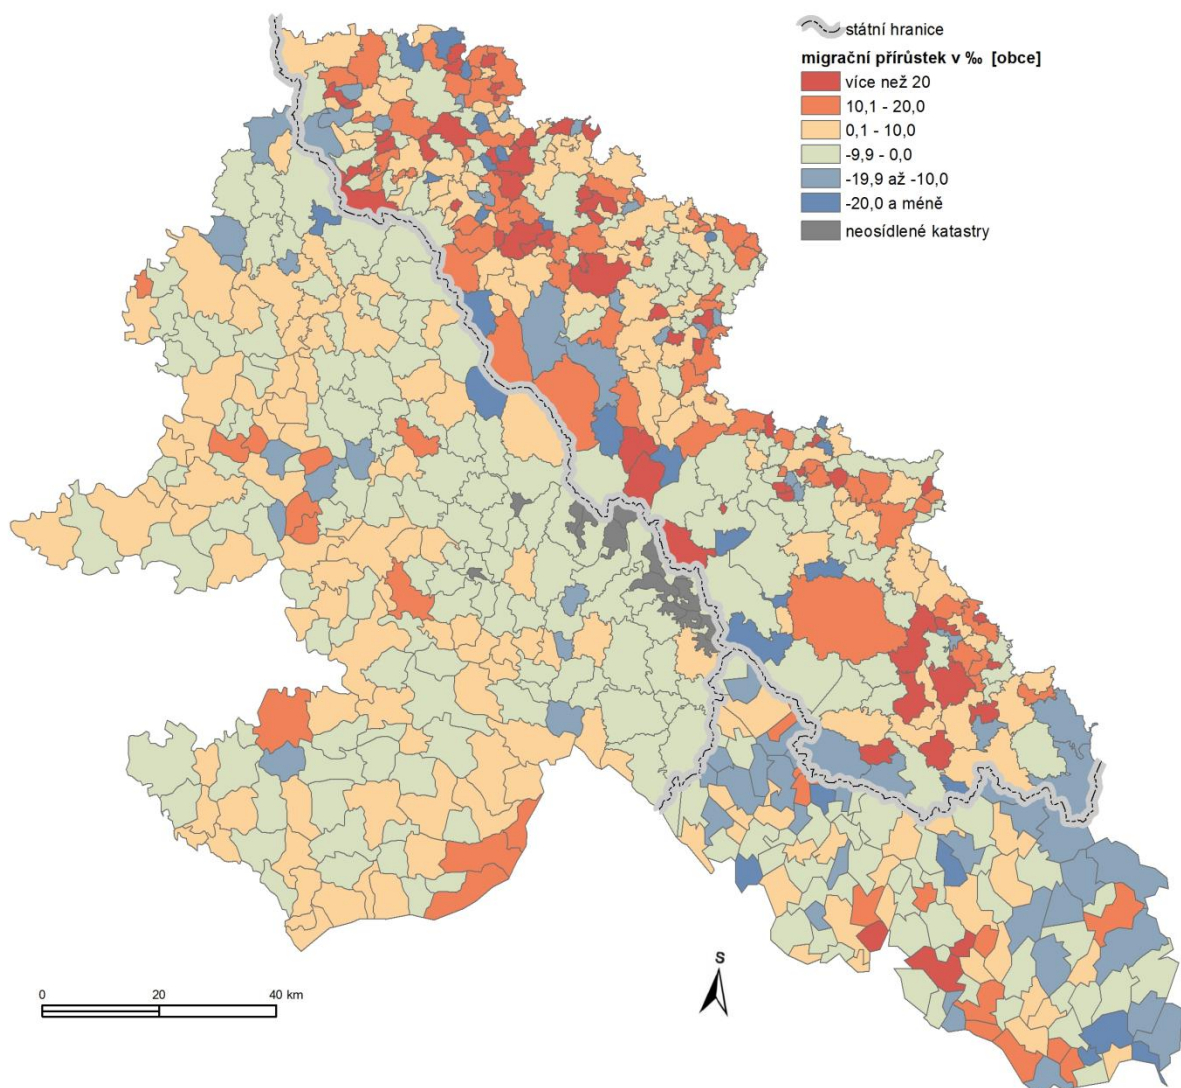 státní hranice
migrační přírůstek v ‰ [obce]
více než 20
10,1 - 20,0
0,1 - 10,0
-9,9 - 0,0
-19,9 až -10,0
-20,0 a méně
neosídlené katastry
S
0 20 40 km